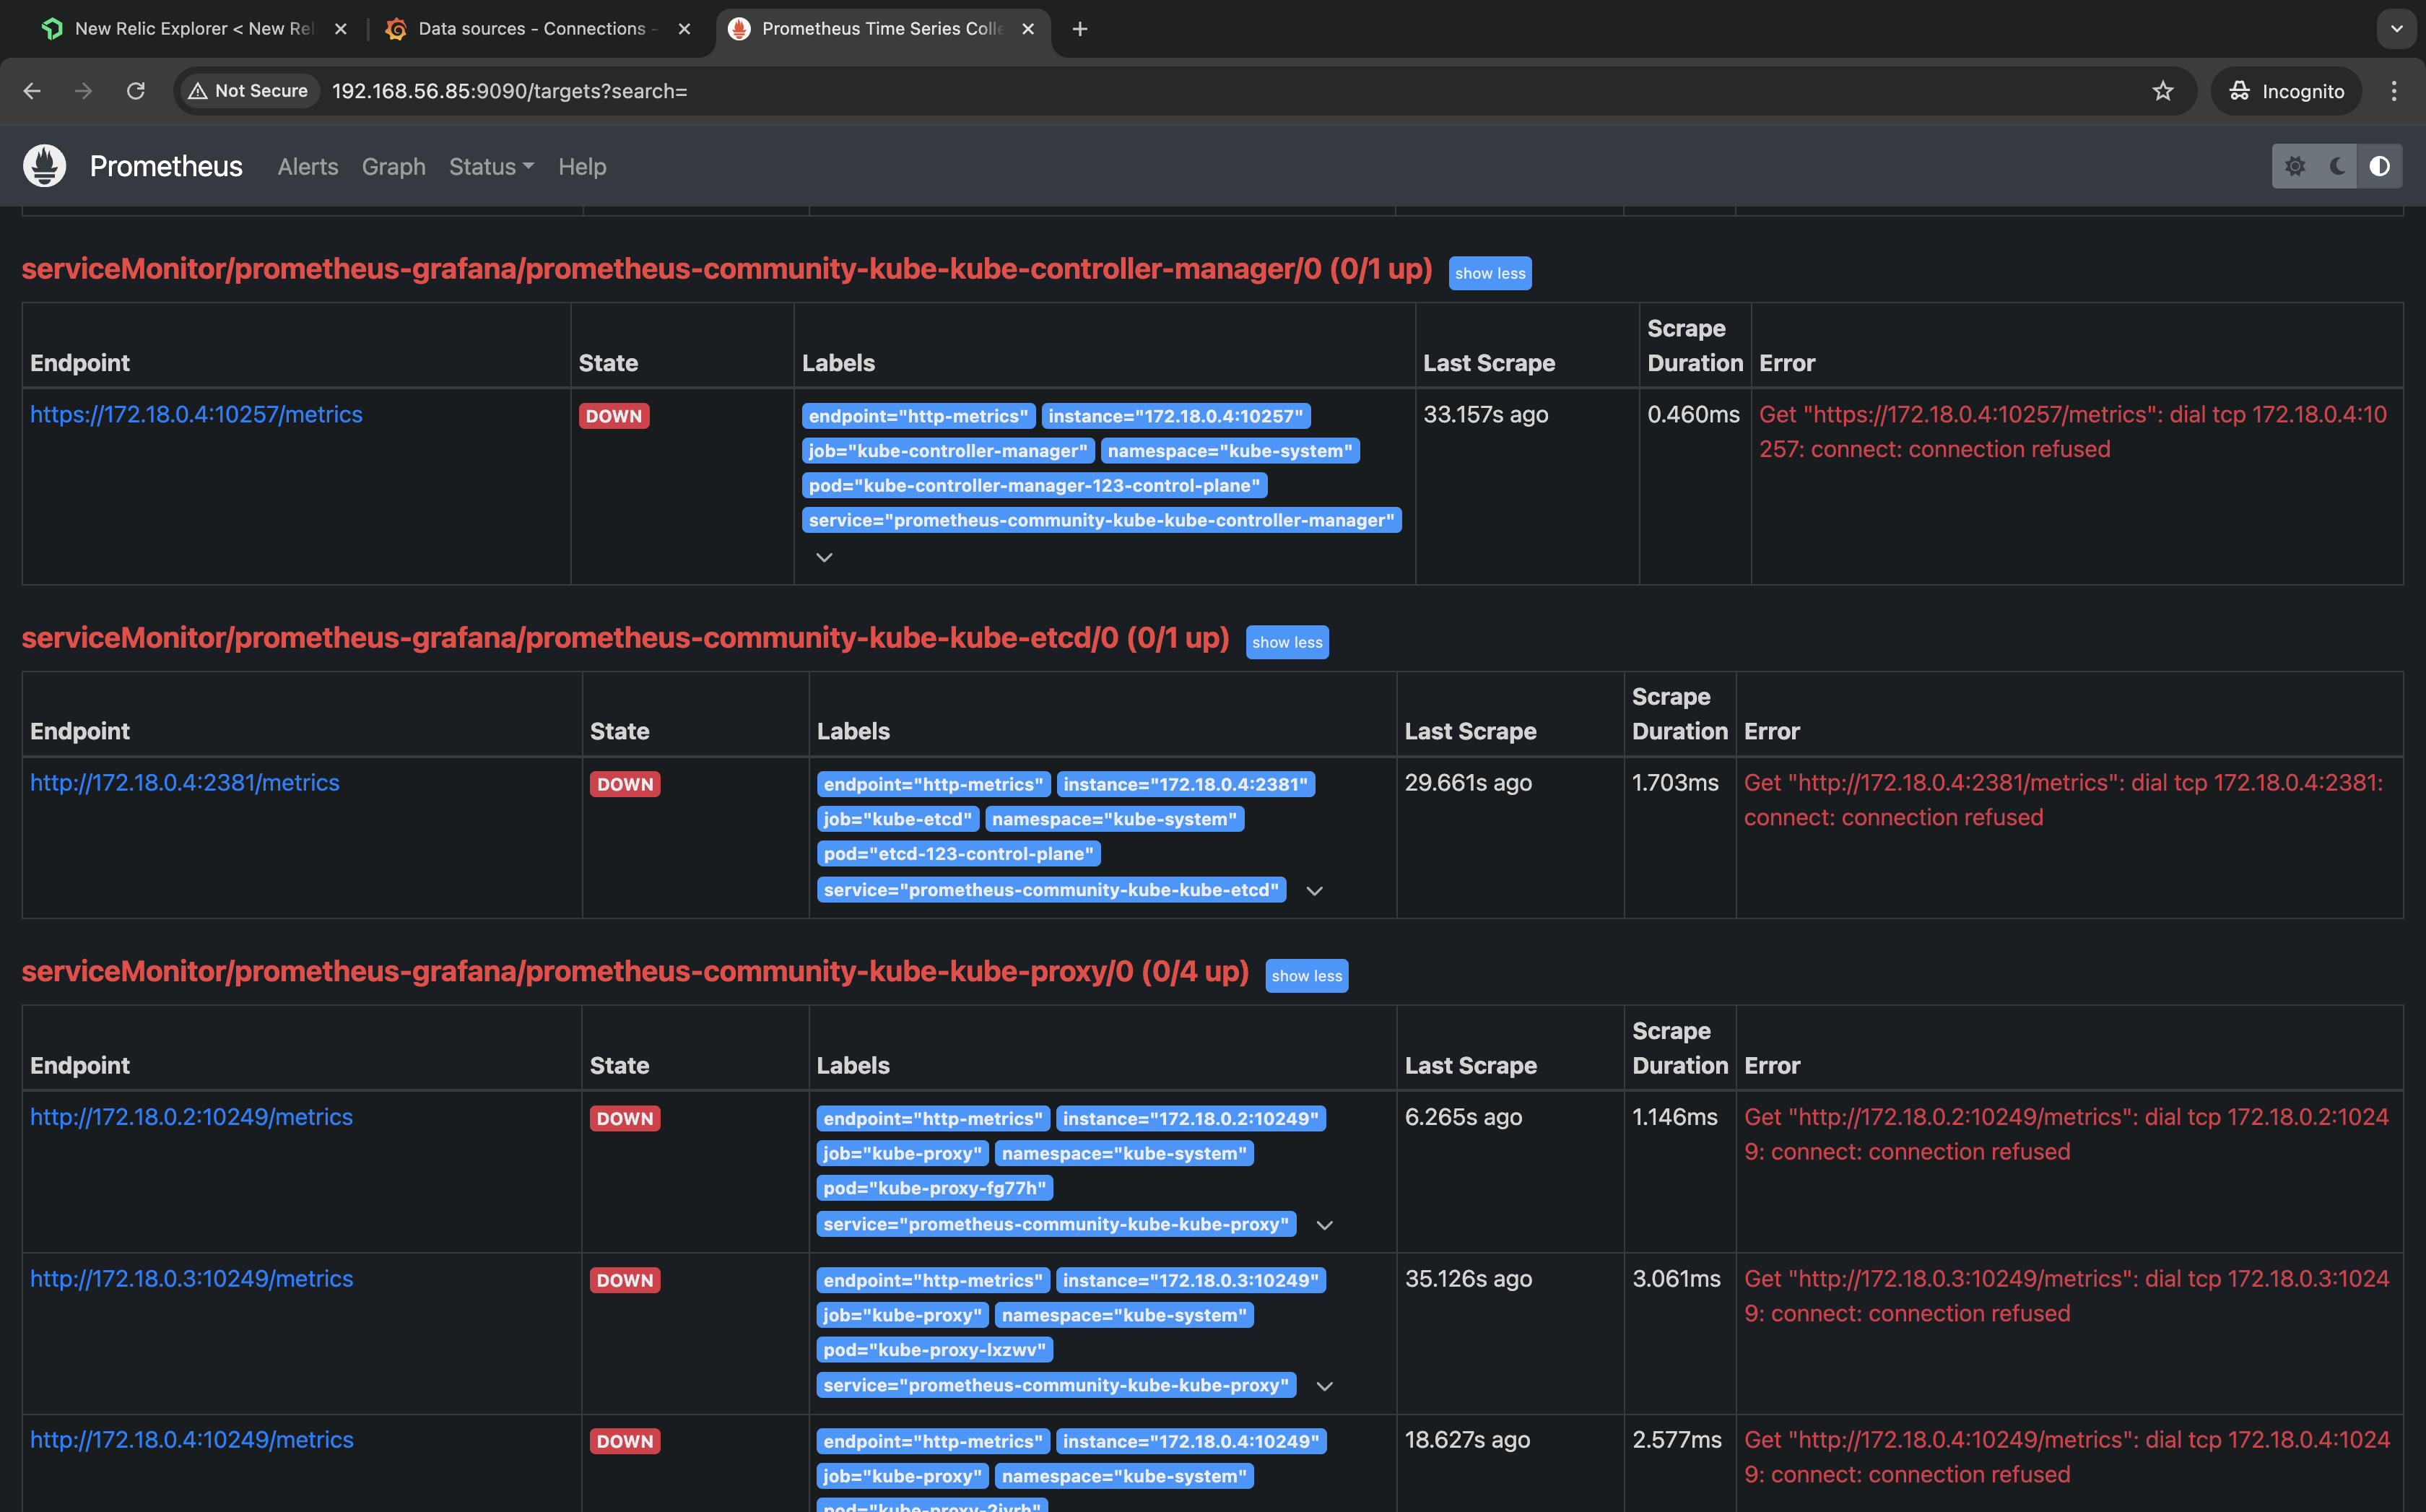 New Relic Explorer < New Rel
Data sources - Connections -
Prometheus Time Series Colle
Not Secure
192.168.56.85:9090/targets?search=
Incognito
Prometheus
Alerts
Graph
Status
Help
serviceMonitor/prometheus-grafana/prometheus-community-kube-kube-controller-manager/0 (0/1 up) show less
Endpoint
State
Labels
Last Scrape
Scrape
Duration
Error
https://172.18.0.4:10257/metrics
DOWN
endpoint="http-metrics" instance="172.18.0.4:10257"
job="kube-controller-manager" namespace="kube-system"
pod="kube-controller-manager-123-control-plane"
service="prometheus-community-kube-kube-controller-manager"
33.157s ago
0.460ms
Get "https://172.18.0.4:10257/metrics": dial tcp 172.18.0.4:10
257: connect: connection refused
serviceMonitor/prometheus-grafana/prometheus-community-kube-kube-etcd/0 (0/1 up) show less
Endpoint
State
Labels
Last Scrape
Scrape
Duration
Error
http://172.18.0.4:2381/metrics
DOWN
endpoint="http-metrics" instance="172.18.0.4:2381"
job="kube-etcd" namespace="kube-system"
pod="etcd-123-control-plane"
service="prometheus-community-kube-kube-etcd"
29.661s ago
1.703ms
Get "http://172.18.0.4:2381/metrics": dial tcp 172.18.0.4:2381:
connect: connection refused
serviceMonitor/prometheus-grafana/prometheus-community-kube-kube-proxy/0 (0/4 up) show less
Endpoint
State
Labels
Last Scrape
Scrape
Duration
Error
http://172.18.0.2:10249/metrics
DOWN
endpoint="http-metrics" instance="172.18.0.2:10249"
job="kube-proxy" namespace="kube-system"
pod="kube-proxy-fg77h"
service="prometheus-community-kube-kube-proxy"
6.265s ago
1.146ms
Get "http://172.18.0.2:10249/metrics": dial tcp 172.18.0.2:1024
9: connect: connection refused
http://172.18.0.3:10249/metrics
DOWN
endpoint="http-metrics" instance="172.18.0.3:10249"
job="kube-proxy" namespace="kube-system"
pod="kube-proxy-lxzwv"
service="prometheus-community-kube-kube-proxy"
35.126s ago
3.061ms
Get "http://172.18.0.3:10249/metrics": dial tcp 172.18.0.3:1024
9: connect: connection refused
http://172.18.0.4:10249/metrics
DOWN
endpoint="http-metrics" instance="172.18.0.4:10249"
job="kube-proxy" namespace="kube-system"
18.627s ago
2.577ms
Get "http://172.18.0.4:10249/metrics": dial tcp 172.18.0.4:1024
9: connect: connection refused